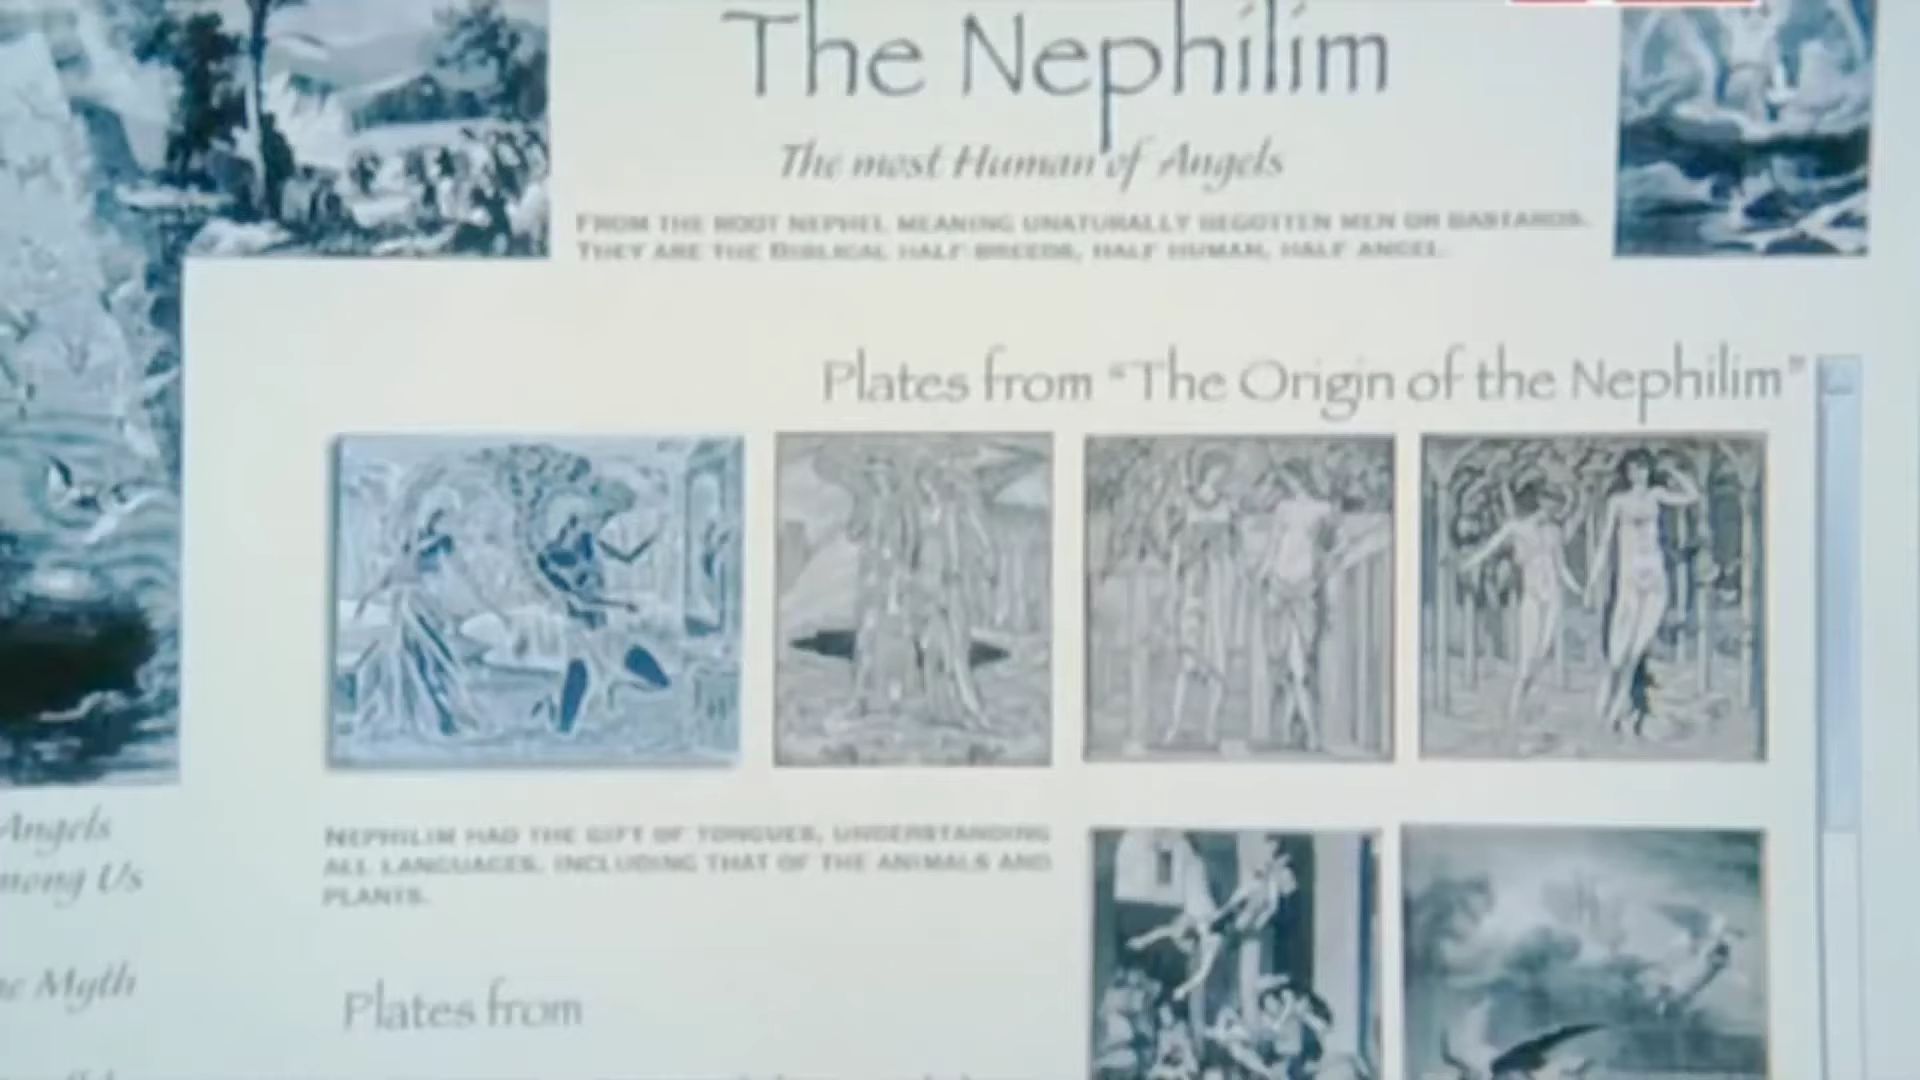 The Nephilim
The most Human of Angels
FROM THE ROOT NEPHEL MEANING UNATURALLY BEGOTTEN MEN OR BASTARDS.
THEY ARE THE BIBLICAL HALF BREEDS, HALF HUMAN, HALF ANGEL.
Plates from "The Origin of the Nephilim"
NEPHILIM HAD THE GIFT OF TONGUES, UNDERSTANDING
ALL LANGUAGES, INCLUDING THAT OF THE ANIMALS AND
PLANTS.
Plates from
Angels
Us
Myth